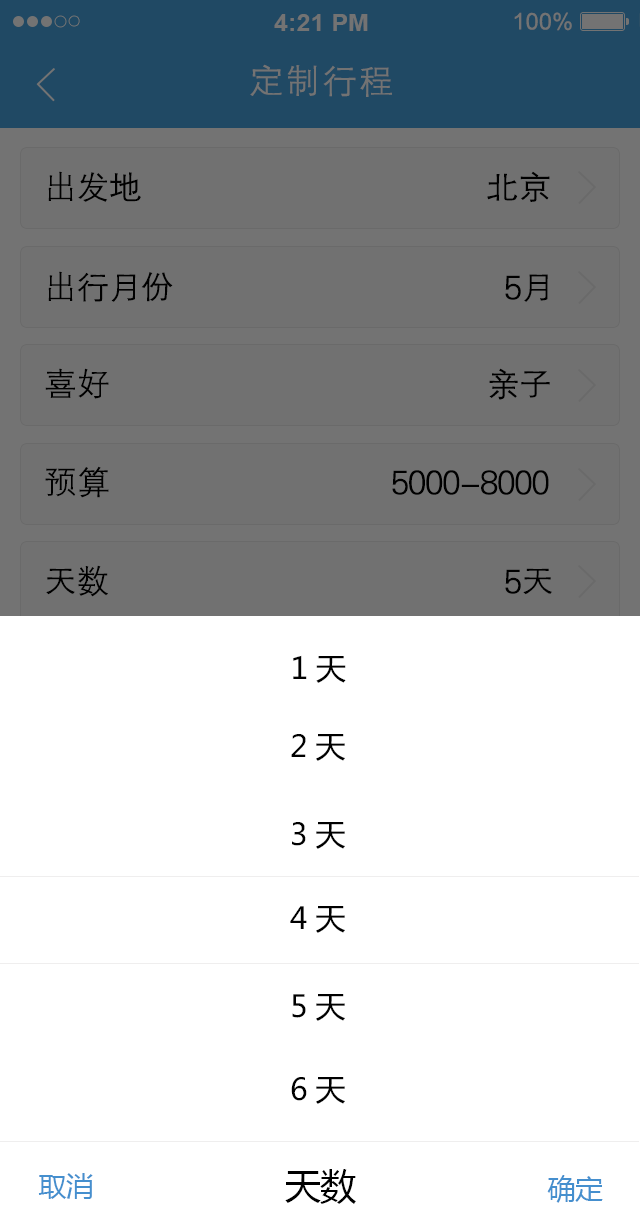 4:21 PM 100%
定制行程
出发地 北京
出行月份 5月
喜好 亲子
预算 5000-8000
天数 5天
1 天
2 天
3 天
4 天
5 天
6 天
取消 天数 确定